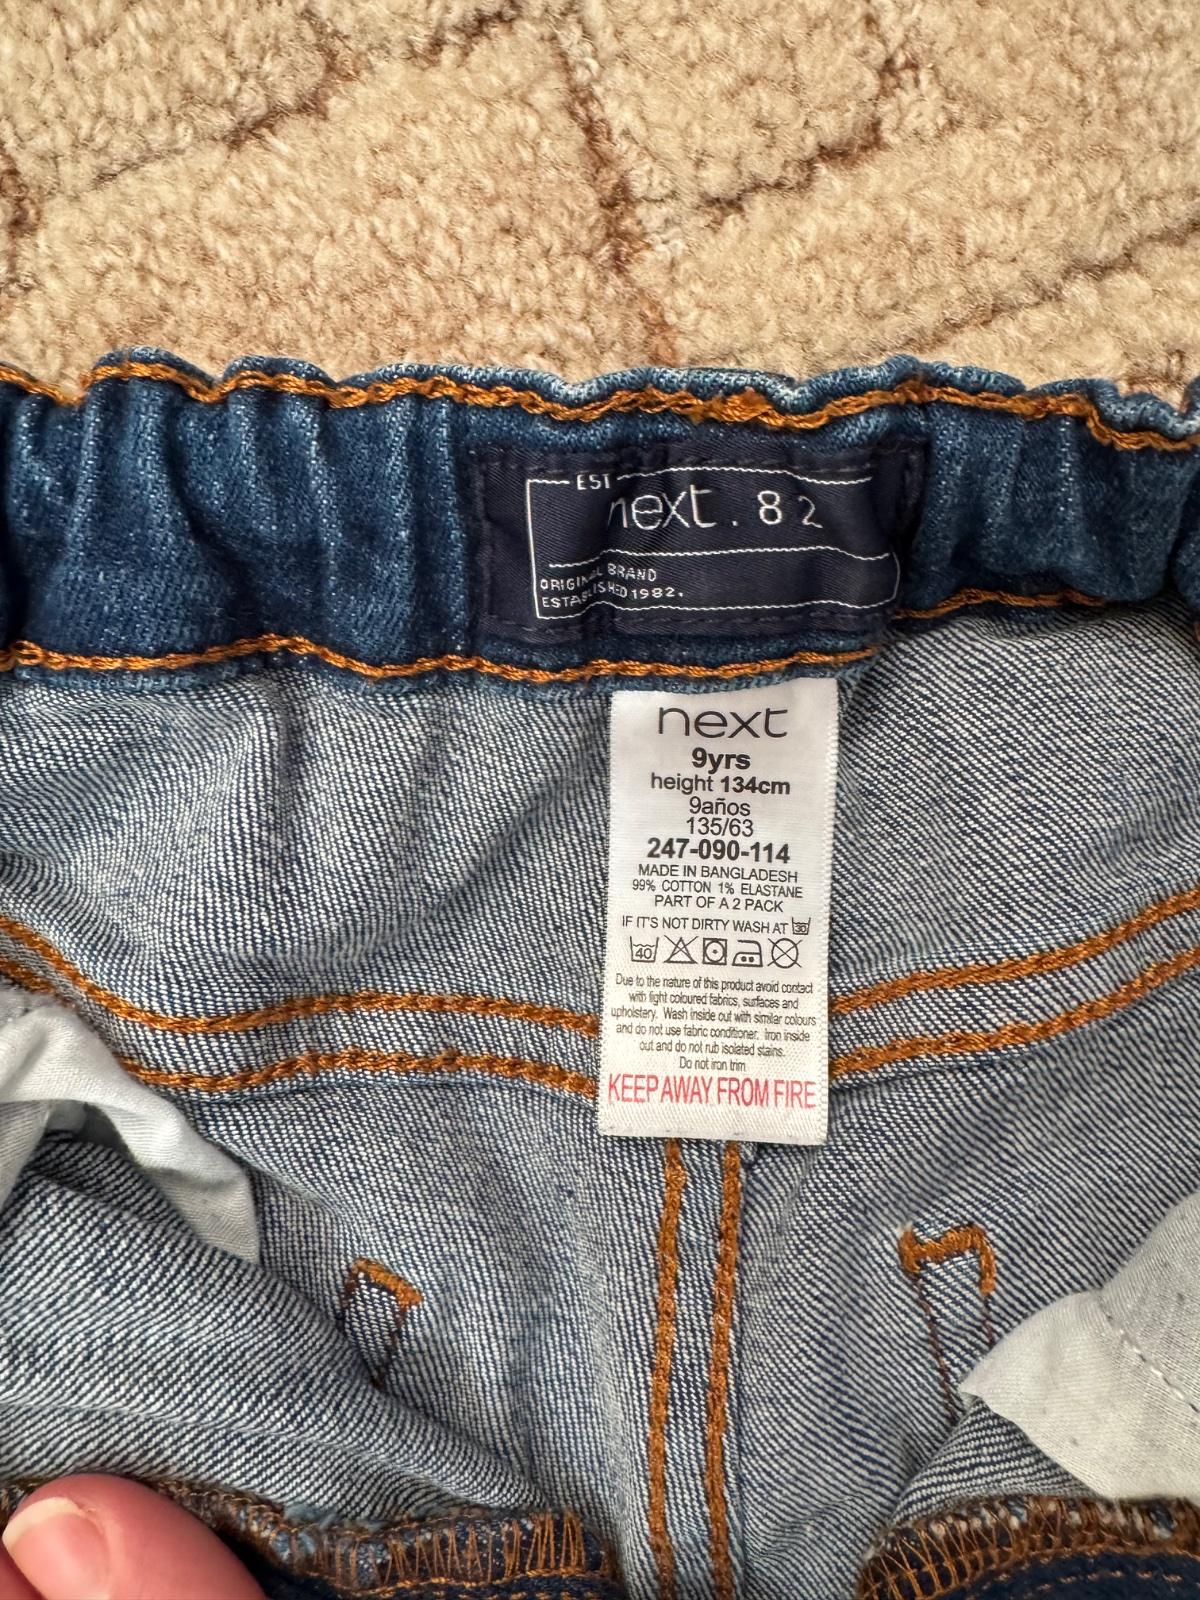 EST
next. 82
ORIGINAL BRAND
ESTABLISHED 1982.
next
9yrs
height 134cm
9años
135/63
247-090-114
MADE IN BANGLADESH
99% COTTON 1% ELASTANE
PART OF A 2 PACK
IF IT'S NOT DIRTY WASH AT 30
40
Due to the nature of this product avoid contact
with light coloured fabrics, surfaces and
upholstery. Wash inside out with similar colours
and do not use fabric conditioner. Iron inside
out and do not rub isolated stains.
Do not iron trim
KEEP AWAY FROM FIRE